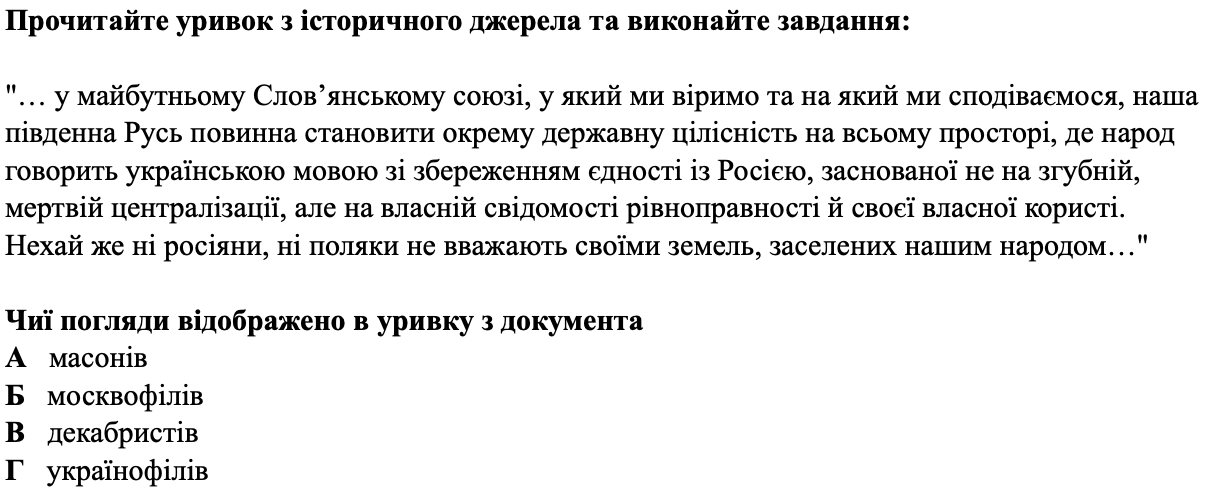 Прочитайте уривок з історичного джерела та виконайте завдання:
"… у майбутньому Слов’янському союзі, у який ми віримо та на який ми сподіваємося, наша
південна Русь повинна становити окрему державну цілісність на всьому просторі, де народ
говорить українською мовою зі збереженням єдності із Росією, заснованої не на згубній,
мертвій централізації, але на власній свідомості рівноправності й своєї власної користі.
Нехай же ні росіяни, ні поляки не вважають своїми земель, заселених нашим народом…"
Чиї погляди відображено в уривку з документа
А масонів
Б москвофілів
В декабристів
Г українофілів